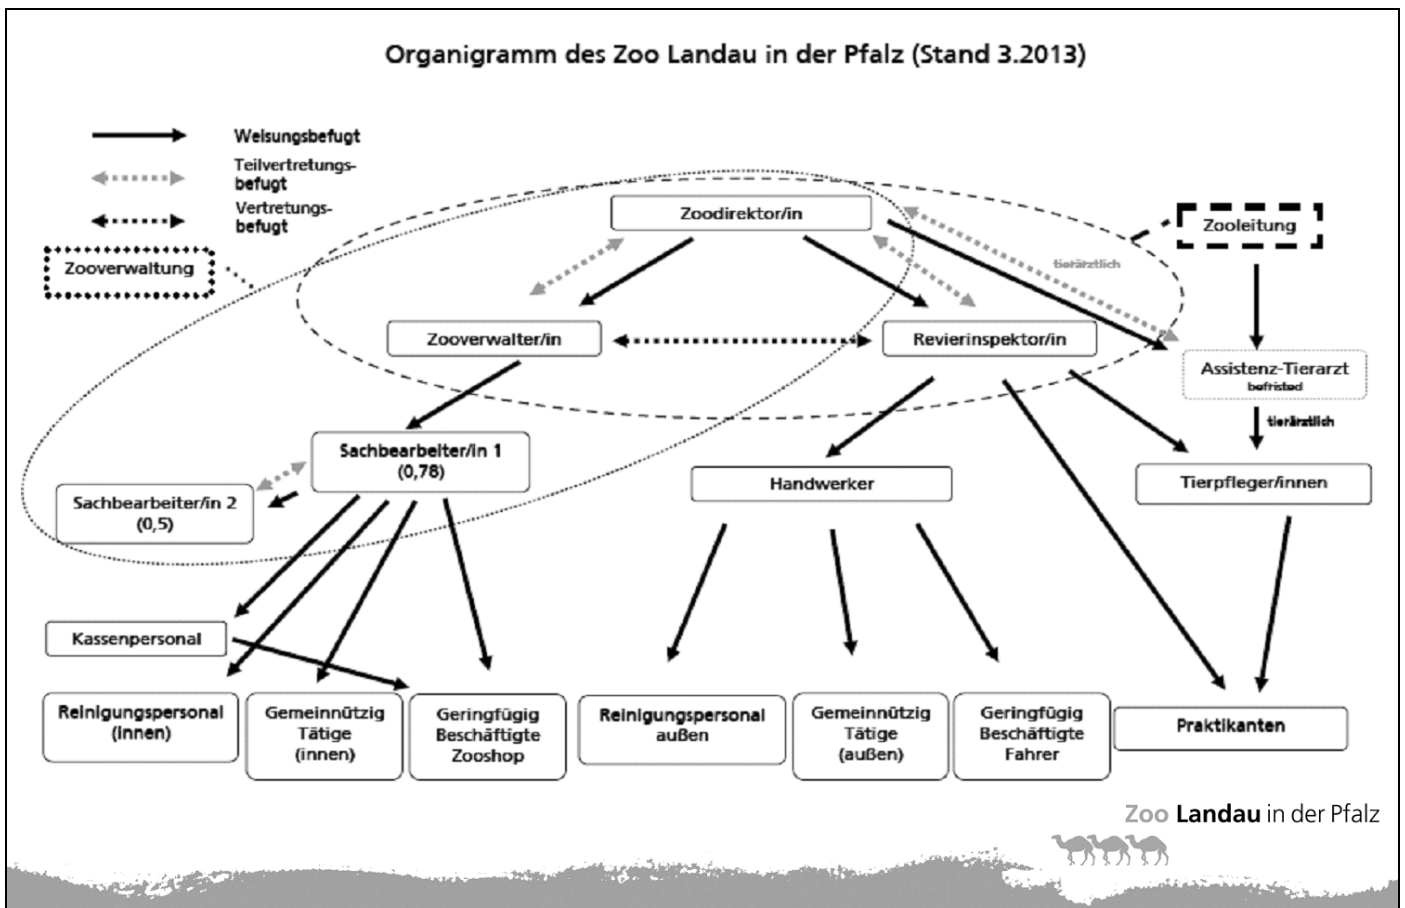 Organigramm des Zoo Landau in der Pfalz (Stand 3.2013)
Weisungsbefugt
Teilvertretungs-
befugt
Vertretungs-
befugt
Zooverwaltung
Zoodirektor/in
Zooleitung
tierärztlich
Zooverwalter/in
Revierinspektor/in
Assistenz-Tierarzt
befristed
tierärztlich
Sachbearbeiter/in 1
(0,78)
Sachbearbeiter/in 2
(0,5)
Handwerker
Tierpfleger/innen
Kassenpersonal
Reinigungspersonal
(innen)
Gemeinnützig
Tätige
(innen)
Geringfügig
Beschäftigte
Zooshop
Reinigungspersonal
außen
Gemeinnützig
Tätige
(außen)
Geringfügig
Beschäftigte
Fahrer
Praktikanten
Zoo Landau in der Pfalz